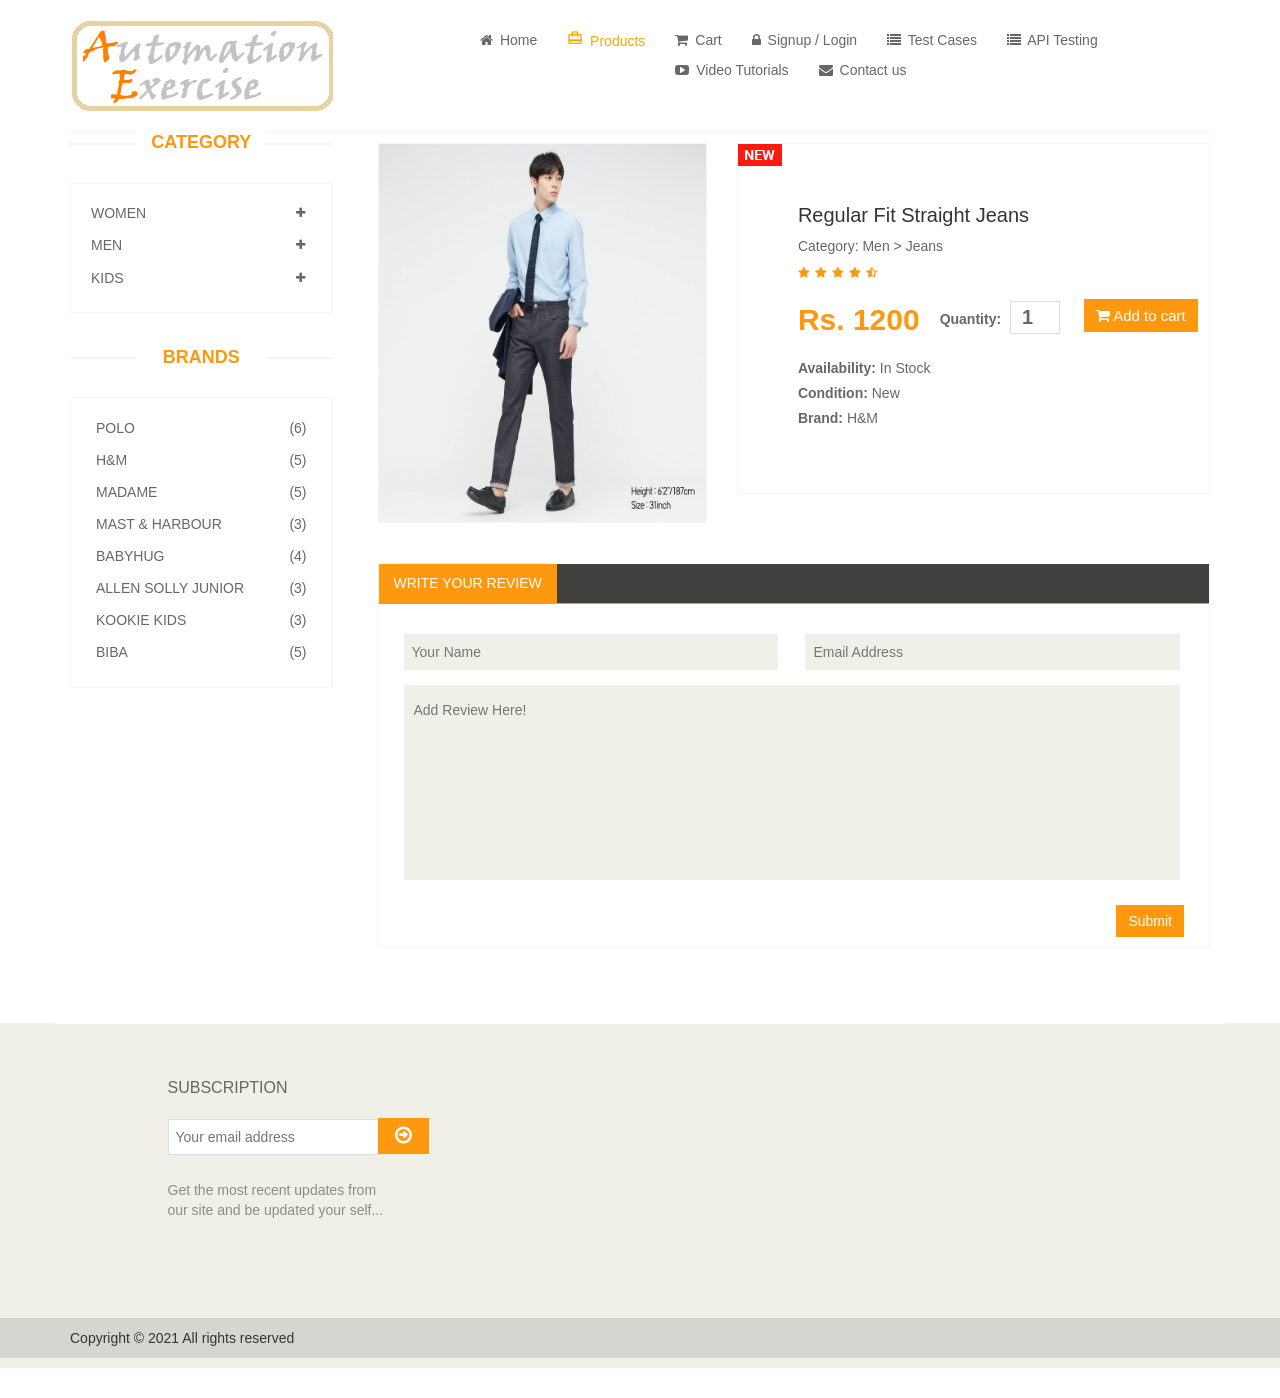 Automation
Exercise
Home
Products
Cart
Signup / Login
Test Cases
API Testing
Video Tutorials
Contact us
CATEGORY
WOMEN
MEN
KIDS
BRANDS
POLO (6)
H&M (5)
MADAME (5)
MAST & HARBOUR (3)
BABYHUG (4)
ALLEN SOLLY JUNIOR (3)
KOOKIE KIDS (3)
BIBA (5)
Height : 6'2"/187cm
Size : 31inch
NEW
Regular Fit Straight Jeans
Category: Men > Jeans
Rs. 1200 Quantity: 1 Add to cart
Availability: In Stock
Condition: New
Brand: H&M
WRITE YOUR REVIEW
Your Name
Email Address
Add Review Here!
Submit
SUBSCRIPTION
Your email address
Get the most recent updates from
our site and be updated your self...
Copyright © 2021 All rights reserved